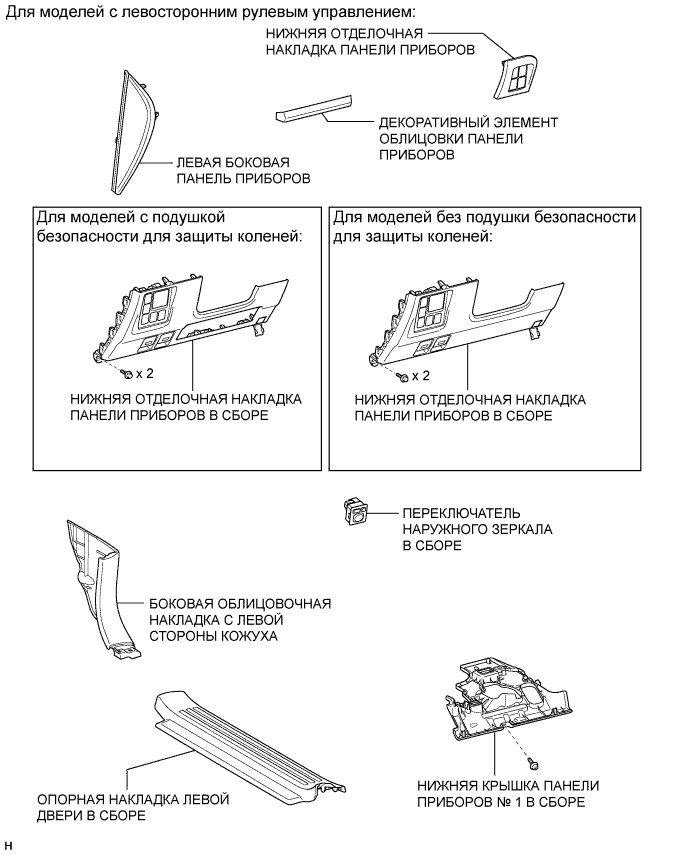 Для моделей с левосторонним рулевым управлением:
НИЖНЯЯ ОТДЕЛОЧНАЯ
НАКЛАДКА ПАНЕЛИ ПРИБОРОВ
ДЕКОРАТИВНЫЙ ЭЛЕМЕНТ
ОБЛИЦОВКИ ПАНЕЛИ
ПРИБОРОВ
ЛЕВАЯ БОКОВАЯ
ПАНЕЛЬ ПРИБОРОВ
Для моделей с подушкой
безопасности для защиты коленей:
x 2
НИЖНЯЯ ОТДЕЛОЧНАЯ НАКЛАДКА
ПАНЕЛИ ПРИБОРОВ В СБОРЕ
Для моделей без подушки безопасности
для защиты коленей:
x 2
НИЖНЯЯ ОТДЕЛОЧНАЯ НАКЛАДКА
ПАНЕЛИ ПРИБОРОВ В СБОРЕ
ПЕРЕКЛЮЧАТЕЛЬ
НАРУЖНОГО ЗЕРКАЛА
В СБОРЕ
БОКОВАЯ ОБЛИЦОВОЧНАЯ
НАКЛАДКА С ЛЕВОЙ
СТОРОНЫ КОЖУХА
ОПОРНАЯ НАКЛАДКА ЛЕВОЙ
ДВЕРИ В СБОРЕ
НИЖНЯЯ КРЫШКА ПАНЕЛИ
ПРИБОРОВ № 1 В СБОРЕ
Н